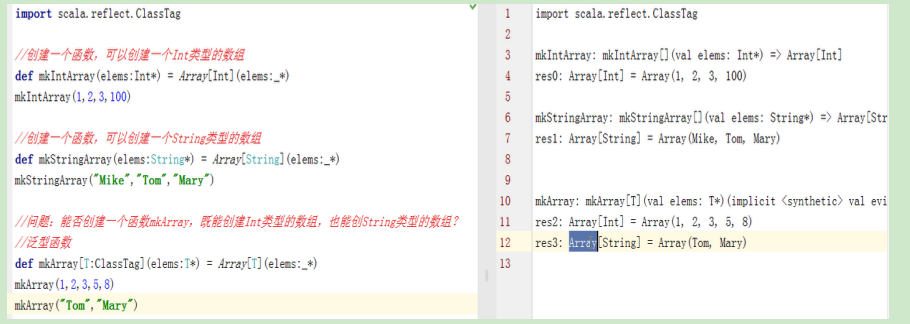 import scala.reflect.ClassTag
//创建一个函数，可以创建一个Int类型的数组
def mkIntArray(elems:Int*) = Array[Int](elems:_*)
mkIntArray(1,2,3,100)
//创建一个函数，可以创建一个String类型的数组
def mkStringArray(elems:String*) = Array[String](elems:_*)
mkStringArray("Mike","Tom","Mary")
//问题：能否创建一个函数mkArray，既能创建Int类型的数组，也能创String类型的数组？
//泛型函数
def mkArray[T:ClassTag](elems:T*) = Array[T](elems:_*)
mkArray(1,2,3,5,8)
mkArray("Tom","Mary")
1 import scala.reflect.ClassTag
2
3 mkIntArray: mkIntArray[](val elems: Int*) => Array[Int]
4 res0: Array[Int] = Array(1, 2, 3, 100)
5
6 mkStringArray: mkStringArray[](val elems: String*) => Array[Str
7 res1: Array[String] = Array(Mike, Tom, Mary)
8
9
10 mkArray: mkArray[T](val elems: T*)(implicit <synthetic> val evi
11 res2: Array[Int] = Array(1, 2, 3, 5, 8)
12 res3: Array[String] = Array(Tom, Mary)
13